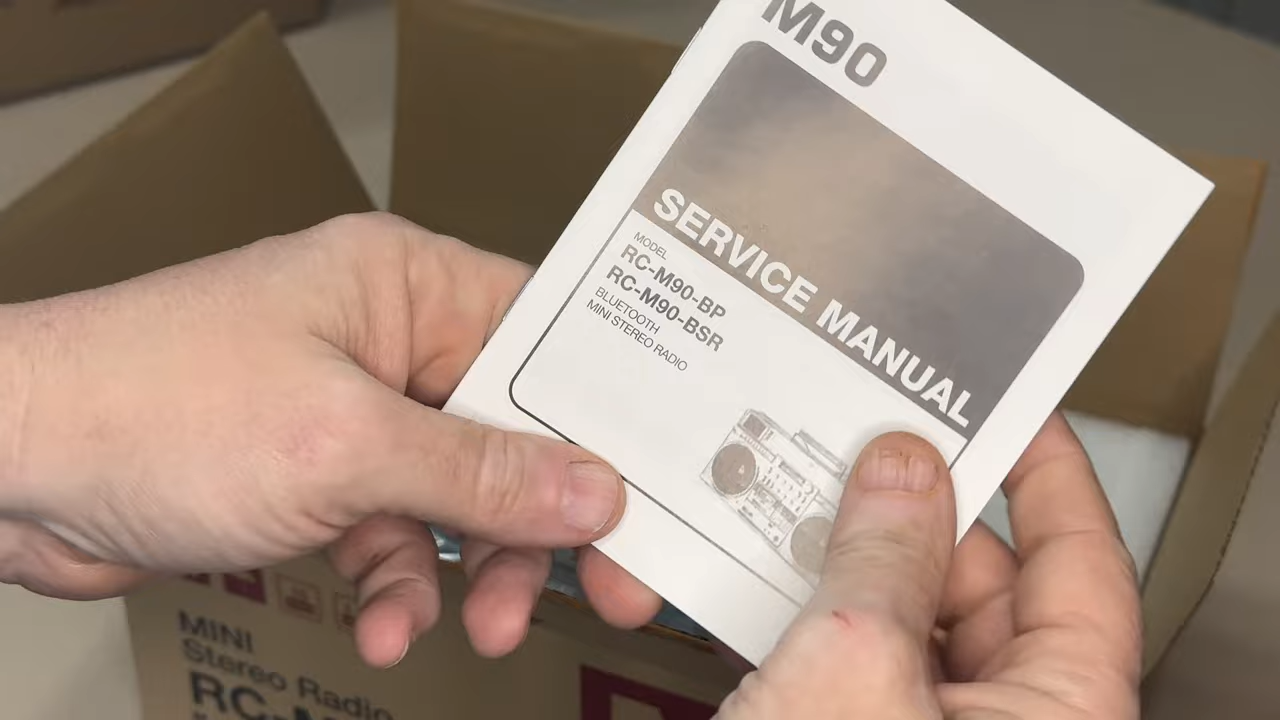 M90
SERVICE MANUAL
MODEL
RC-M90-BP
RC-M90-BSR
BLUETOOTH
MINI STEREO RADIO
MINI
Stereo Radio